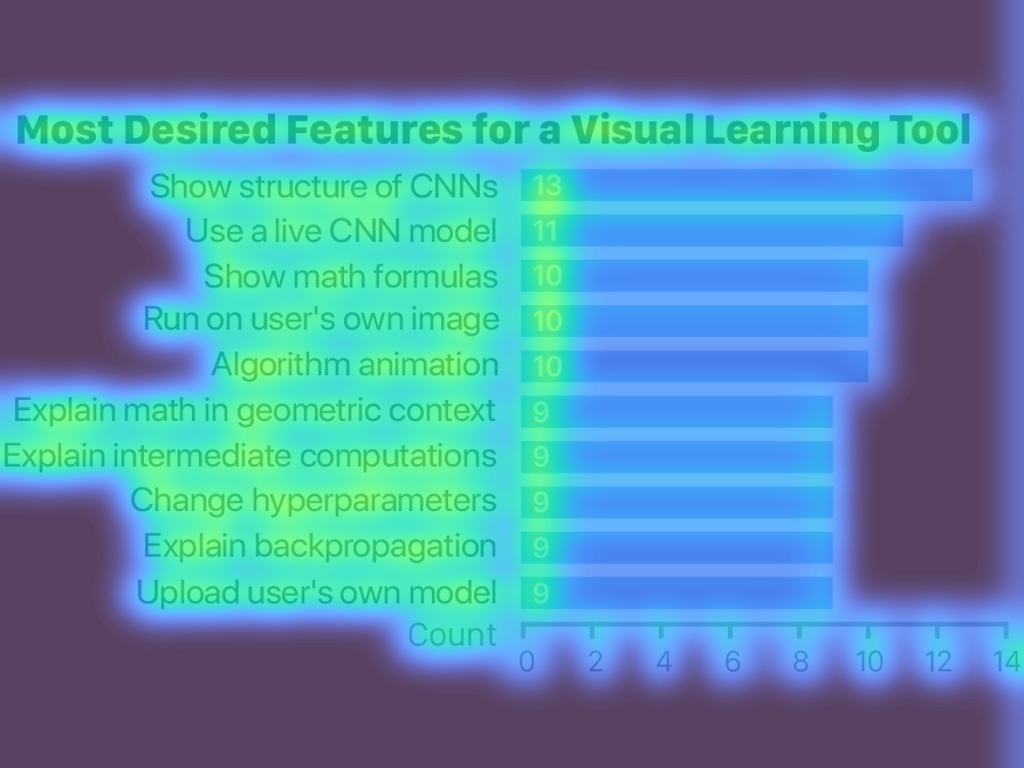 Most Desired Features for a Visual Learning Tool
Show structure of CNNs 13
Use a live CNN model 11
Show math formulas 10
Run on user's own image 10
Algorithm animation 10
Explain math in geometric context 9
Explain intermediate computations 9
Change hyperparameters 9
Explain backpropagation 9
Upload user's own model 9
Count
0 2 4 6 8 10 12 14